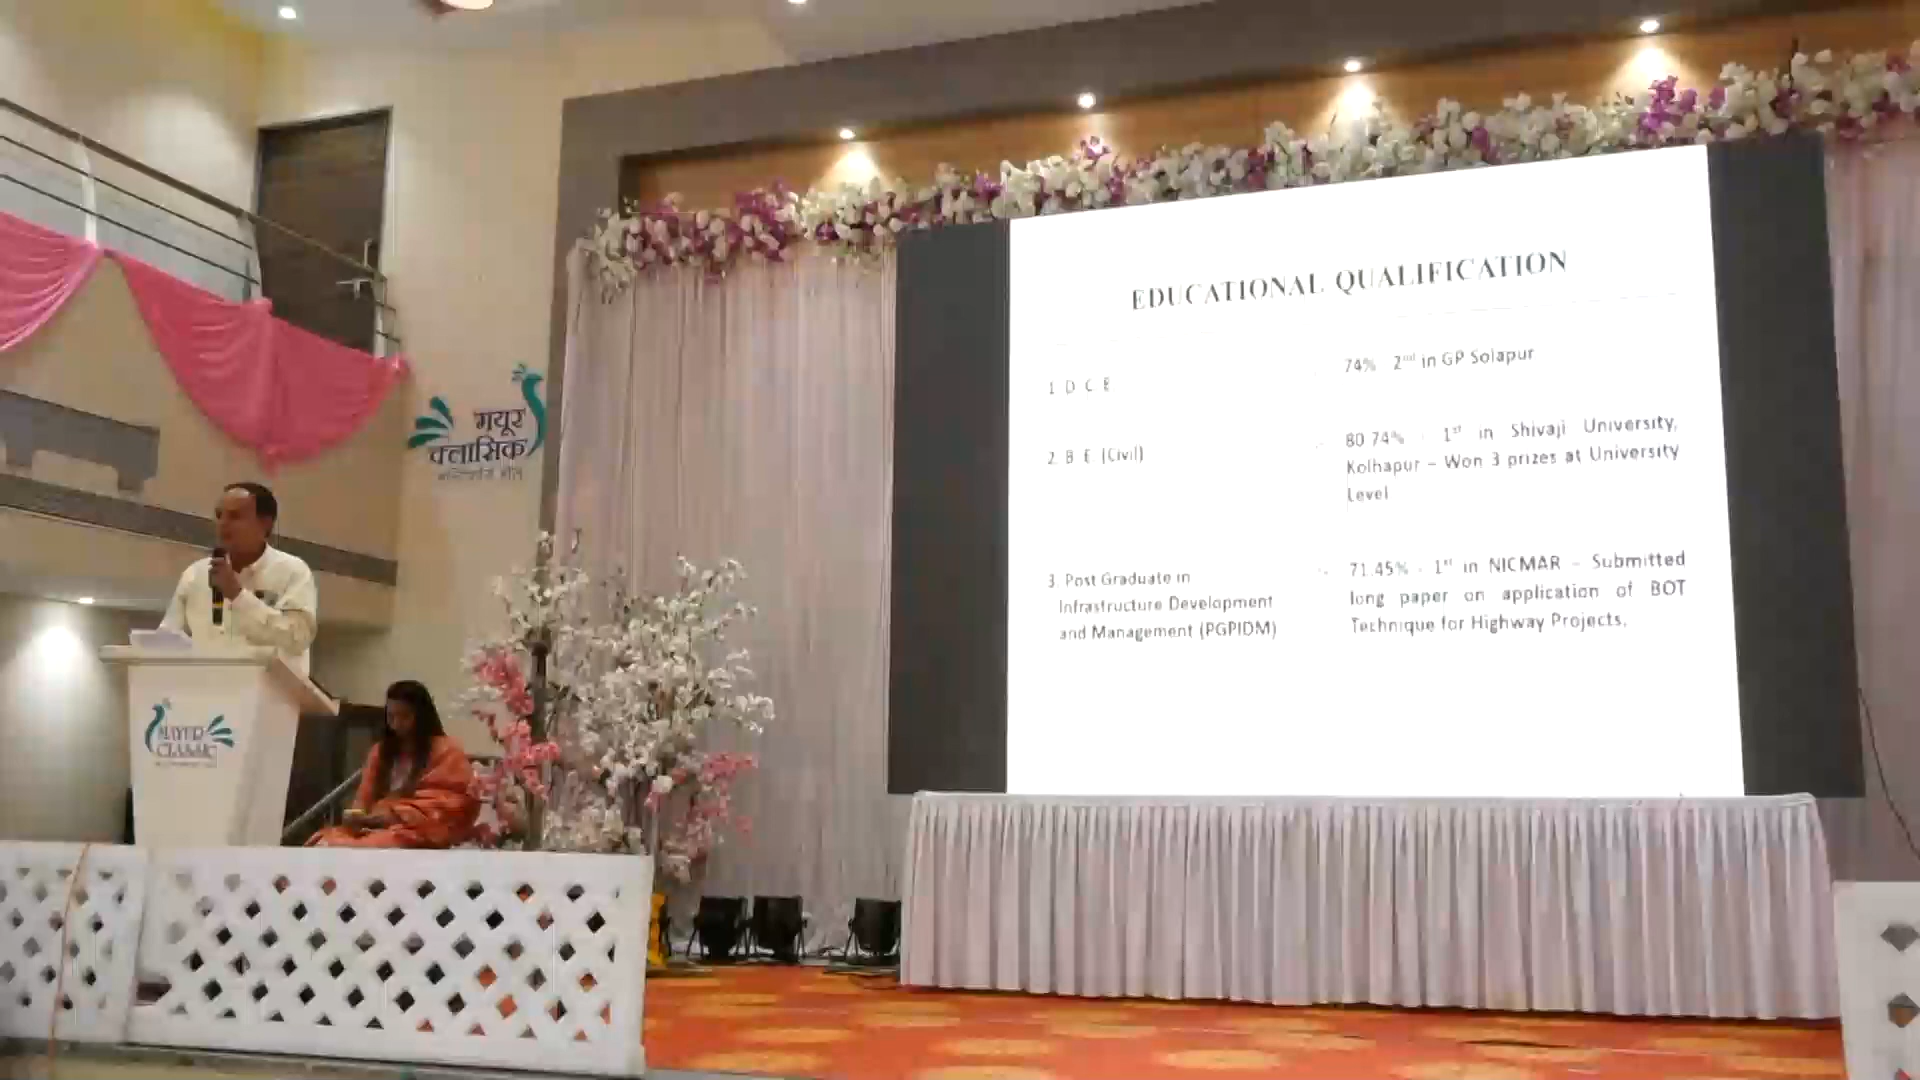 EDUCATIONAL QUALIFICATION
1. D C E
74% - 2nd in GP Solapur
2. B E (Civil)
80.74% - 1st in Shivaji University,
Kolhapur – Won 3 prizes at University
Level
3. Post Graduate in
Infrastructure Development
and Management (PGPIDM)
71.45% - 1st in NICMAR – Submitted
long paper on application of BOT
Technique for Highway Projects.
मयूर
क्लासिक
MAYUR
CLASSIC